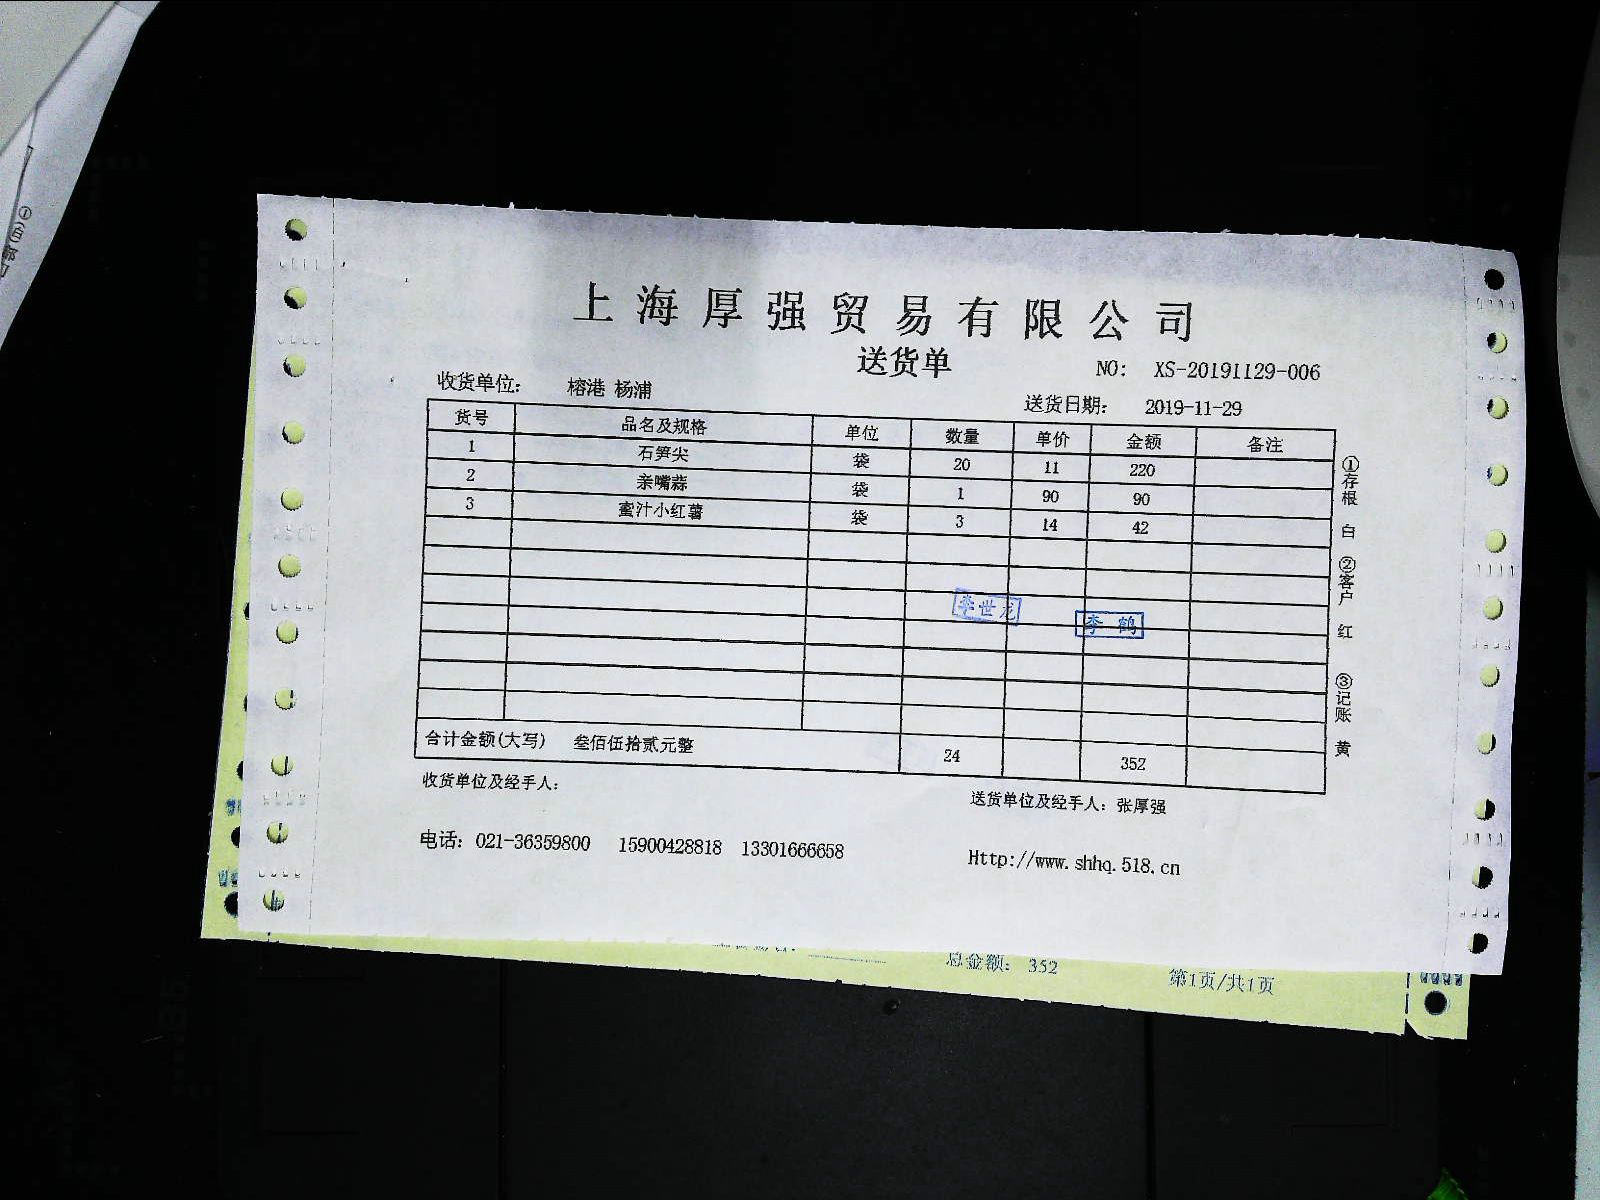 上海厚强贸易有限公司
送货单
NO: XS-20191129-006
收货单位: 榕港 杨浦
送货日期: 2019-11-29
货号 品名及规格 单位 数量 单价 金额 备注
1 石笋尖 袋 20 11 220
2 亲嘴蒜 袋 1 90 90
3 蜜汁小红薯 袋 3 14 42
李世龙
李鹤
合计金额(大写) 叁佰伍拾贰元整 24 352
收货单位及经手人:
送货单位及经手人: 张厚强
电话: 021-36359800 15900428818 13301666658
Http://www.shhq.518.cn
①存根 白 ②客户 红 ③记账 黄
总金额: 352
第1页/共1页